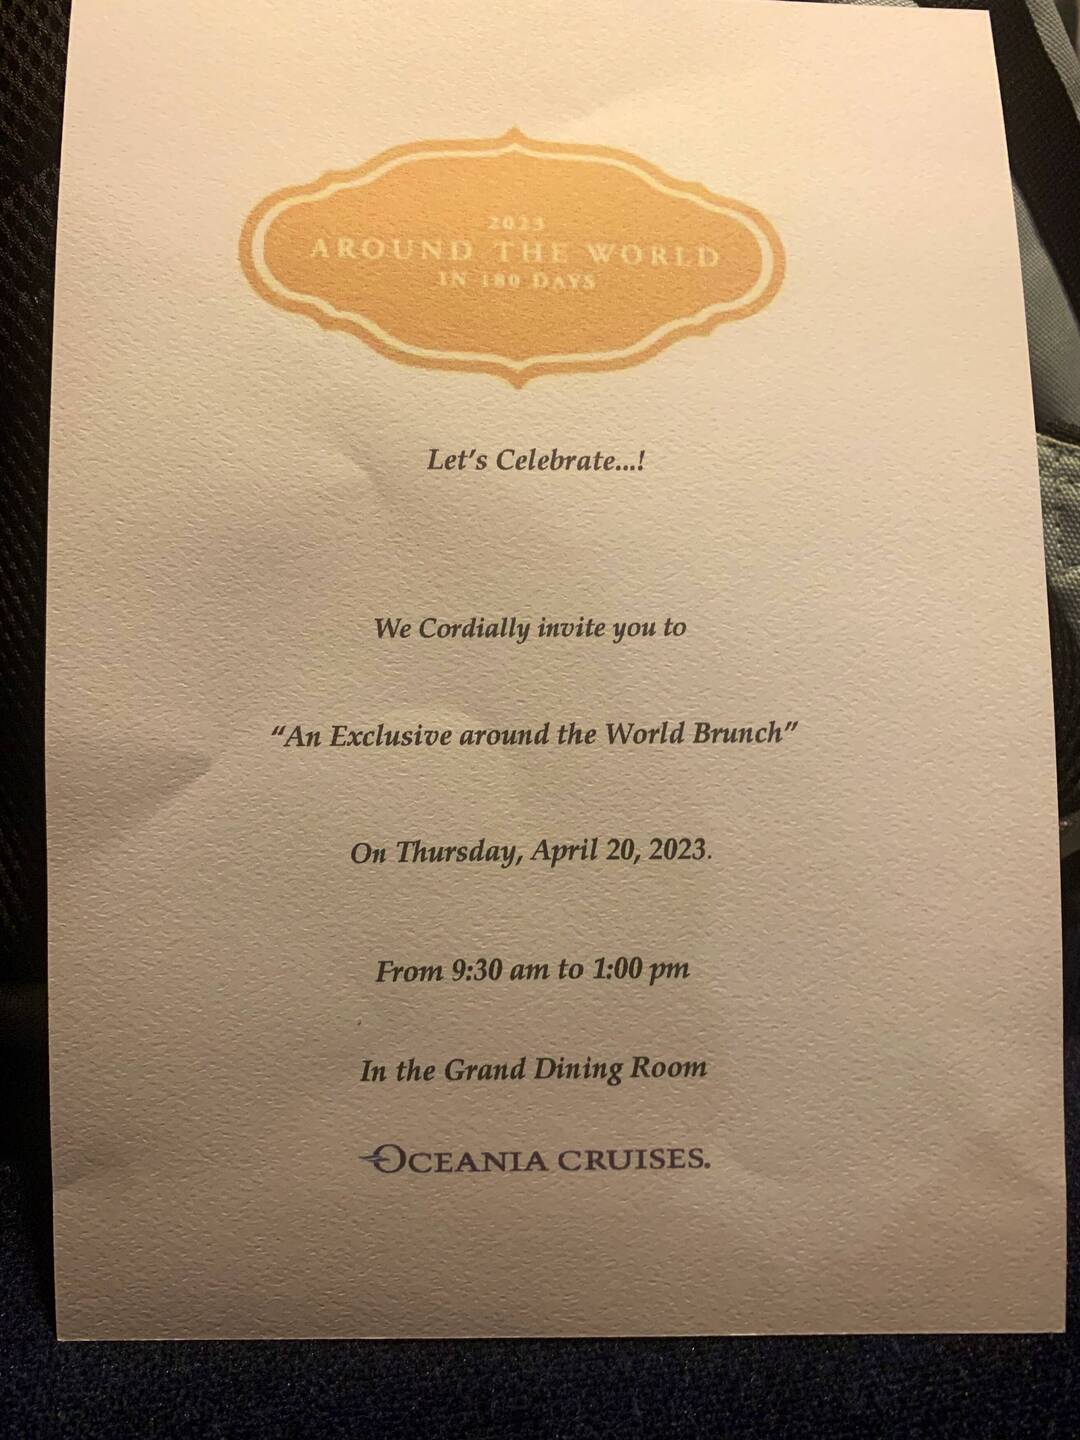 2023
AROUND THE WORLD
IN 180 DAYS
Let's Celebrate...!
We Cordially invite you to
“An Exclusive around the World Brunch”
On Thursday, April 20, 2023.
From 9:30 am to 1:00 pm
In the Grand Dining Room
OCEANIA CRUISES.